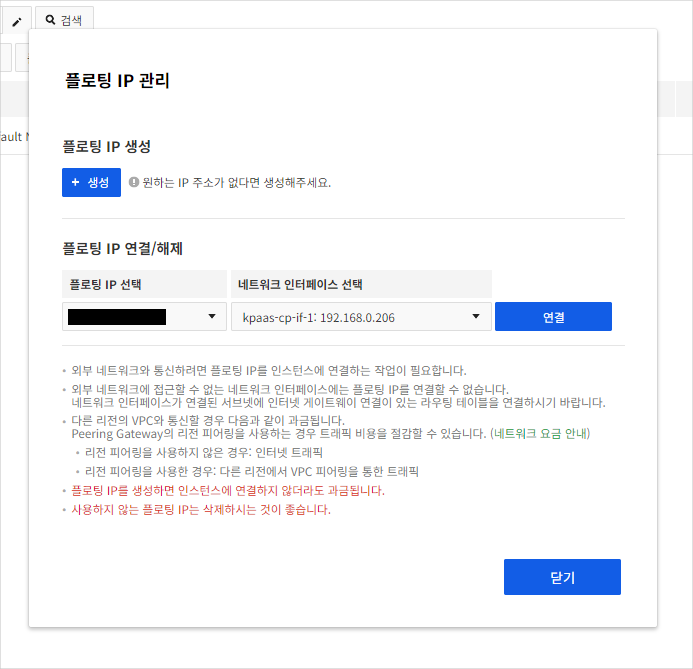 검색
플로팅 IP 관리
플로팅 IP 생성
+ 생성
원하는 IP 주소가 없다면 생성해주세요.
플로팅 IP 연결/해제
플로팅 IP 선택
네트워크 인터페이스 선택
kpaas-cp-if-1: 192.168.0.206
연결
• 외부 네트워크와 통신하려면 플로팅 IP를 인스턴스에 연결하는 작업이 필요합니다.
• 외부 네트워크에 접근할 수 없는 네트워크 인터페이스에는 플로팅 IP를 연결할 수 없습니다.
네트워크 인터페이스가 연결된 서브넷에 인터넷 게이트웨이 연결이 있는 라우팅 테이블을 연결하시기 바랍니다.
• 다른 리전의 VPC와 통신할 경우 다음과 같이 과금됩니다.
Peering Gateway의 리전 피어링을 사용하는 경우 트래픽 비용을 절감할 수 있습니다. (네트워크 요금 안내)
• 리전 피어링을 사용하지 않은 경우: 인터넷 트래픽
• 리전 피어링을 사용한 경우: 다른 리전에서 VPC 피어링을 통한 트래픽
• 플로팅 IP를 생성하면 인스턴스에 연결하지 않더라도 과금됩니다.
• 사용하지 않는 플로팅 IP는 삭제하시는 것이 좋습니다.
닫기